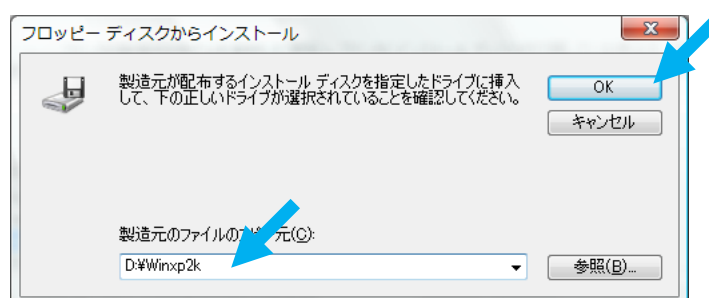 フロッピー ディスクからインストール
製造元が配布するインストール ディスクを指定したドライブに挿入
して、下の正しいドライブが選択されていることを確認してください。
OK
キャンセル
製造元のファイルの 元(C):
D:¥Winxp2k
参照(B)...